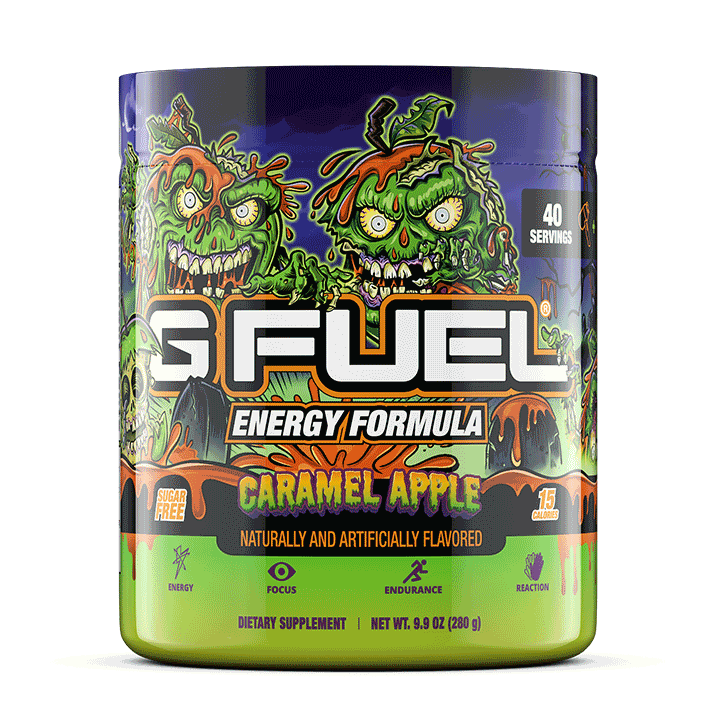 40
SERVINGS
G FUEL®
ENERGY FORMULA
CARAMEL APPLE
SUGAR
FREE
15
CALORIES
NATURALLY AND ARTIFICIALLY FLAVORED
ENERGY
FOCUS
ENDURANCE
REACTION
DIETARY SUPPLEMENT | NET WT. 9.9 OZ (280 g)